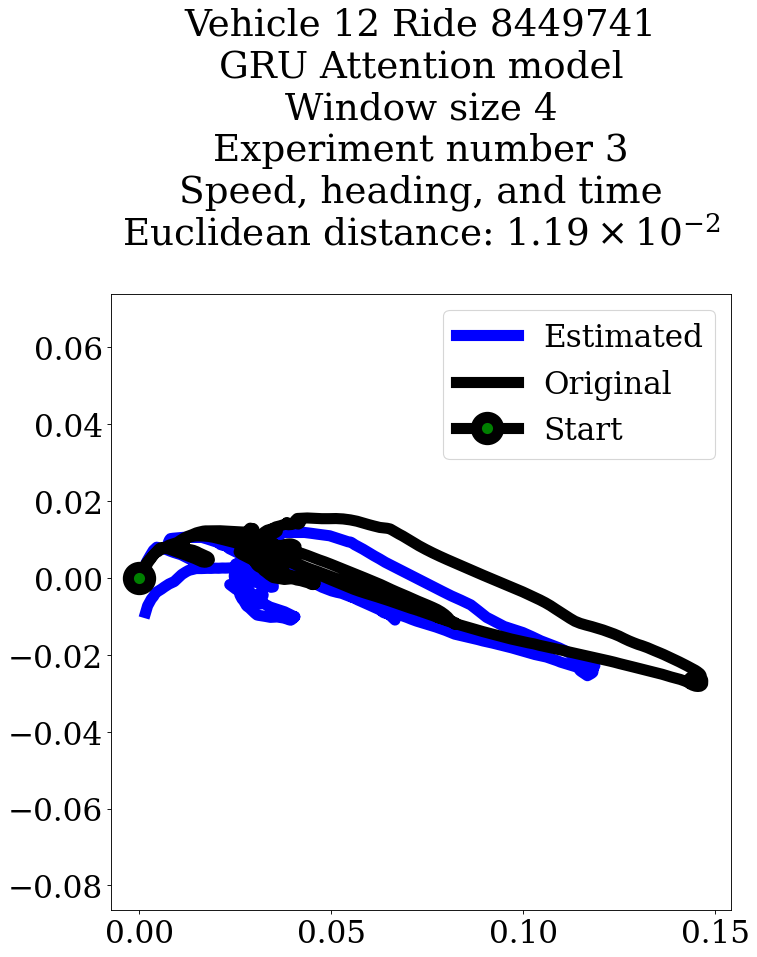 Vehicle 12 Ride 8449741
GRU Attention model
Window size 4
Experiment number 3
Speed, heading, and time
Euclidean distance: 1.19 × 10⁻²
Estimated
Original
Start
0.06
0.04
0.02
0.00
−0.02
−0.04
−0.06
−0.08
0.00 0.05 0.10 0.15